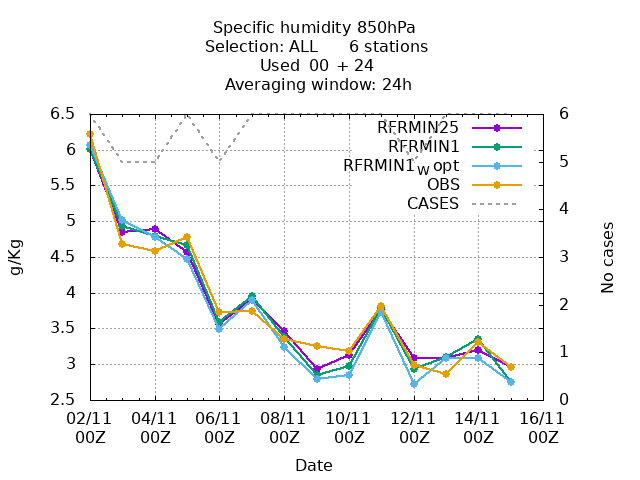 Specific humidity 850hPa
Selection: ALL 6 stations
Used 00 + 24
Averaging window: 24h
6.5
6
5.5
5
4.5
4
3.5
3
2.5
g/Kg
6
5
4
3
2
1
0
No cases
RFRMIN25
RFRMIN1
RFRMIN1_w opt
OBS
CASES
02/11 04/11 06/11 08/11 10/11 12/11 14/11 16/11
00Z 00Z 00Z 00Z 00Z 00Z 00Z 00Z
Date